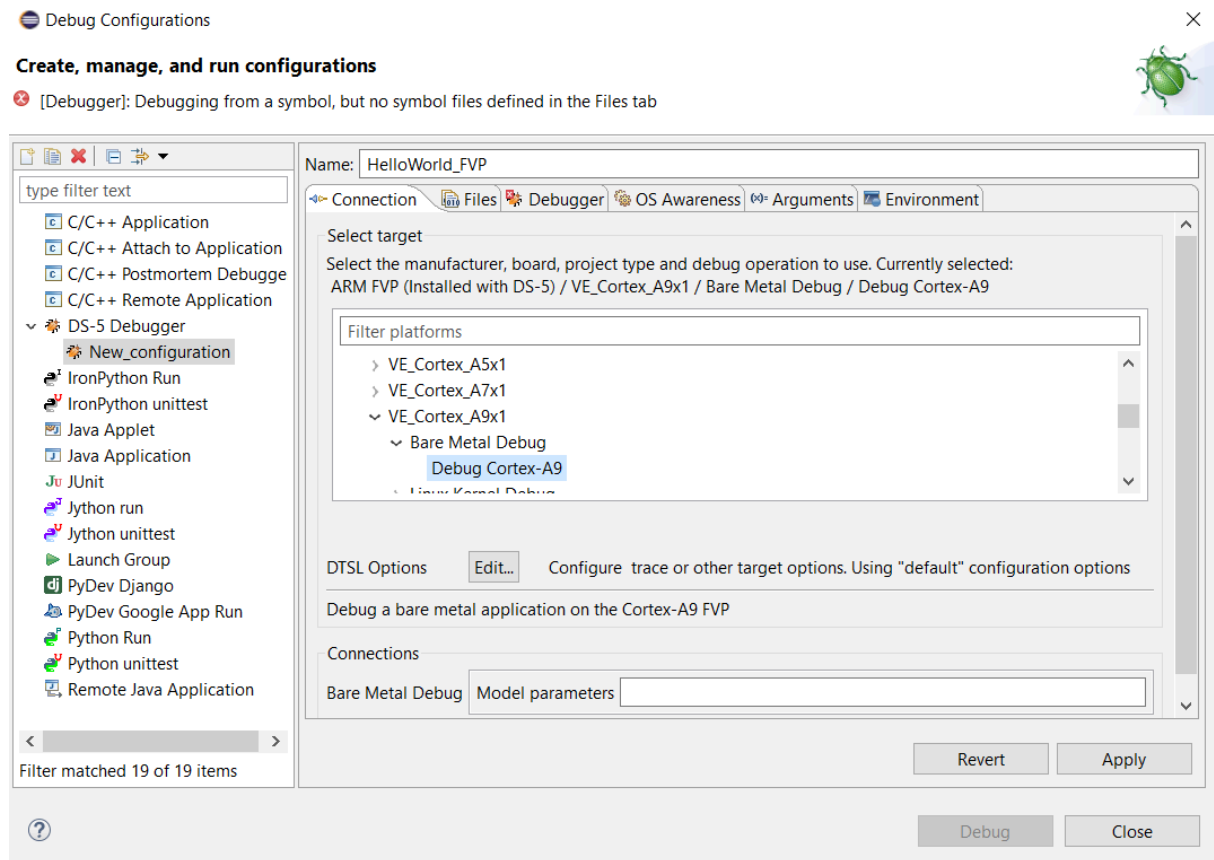 Debug Configurations
Create, manage, and run configurations
[Debugger]: Debugging from a symbol, but no symbol files defined in the Files tab
type filter text
C/C++ Application
C/C++ Attach to Application
C/C++ Postmortem Debugge
C/C++ Remote Application
DS-5 Debugger
New_configuration
IronPython Run
IronPython unittest
Java Applet
Java Application
JUnit
Jython run
Jython unittest
Launch Group
PyDev Django
PyDev Google App Run
Python Run
Python unittest
Remote Java Application
Filter matched 19 of 19 items
Name: HelloWorld_FVP
Connection Files Debugger OS Awareness Arguments Environment
Select target
Select the manufacturer, board, project type and debug operation to use. Currently selected:
ARM FVP (Installed with DS-5) / VE_Cortex_A9x1 / Bare Metal Debug / Debug Cortex-A9
Filter platforms
VE_Cortex_A5x1
VE_Cortex_A7x1
VE_Cortex_A9x1
Bare Metal Debug
Debug Cortex-A9
Linux Kernel Debug
DTSL Options Edit... Configure trace or other target options. Using "default" configuration options
Debug a bare metal application on the Cortex-A9 FVP
Connections
Bare Metal Debug Model parameters
Revert Apply
Debug Close